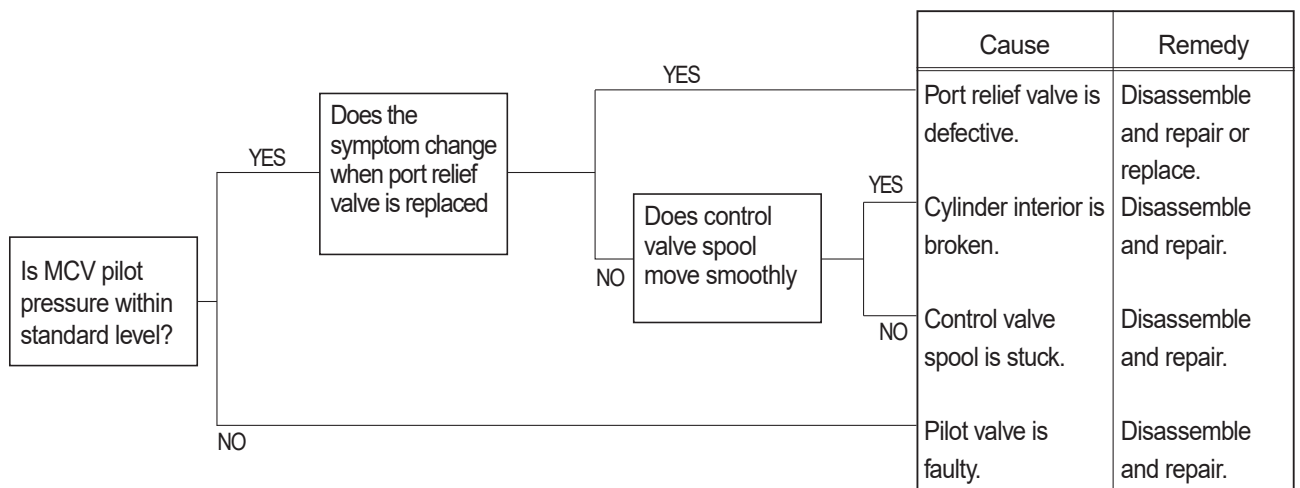 Cause
Remedy
YES
Does the
symptom change
when port relief
valve is replaced
YES
Port relief valve is
defective.
Disassemble
and repair or
replace.
Is MCV pilot
pressure within
standard level?
Does control
valve spool
move smoothly
NO
YES
Cylinder interior is
broken.
Disassemble
and repair.
NO
Control valve
spool is stuck.
Disassemble
and repair.
NO
Pilot valve is
faulty.
Disassemble
and repair.